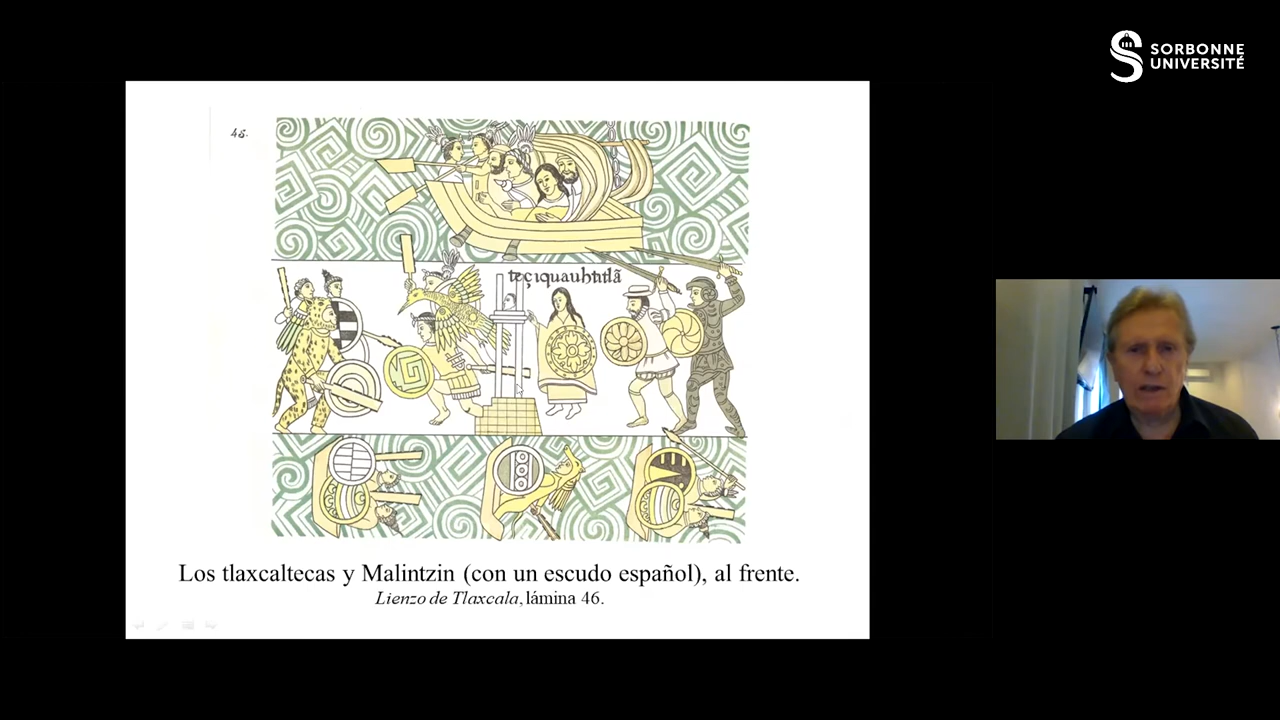 SORBONNE
UNIVERSITÉ
46.
teçiquauhtitlã
Los tlaxcaltecas y Malintzin (con un escudo español), al frente.
Lienzo de Tlaxcala, lámina 46.